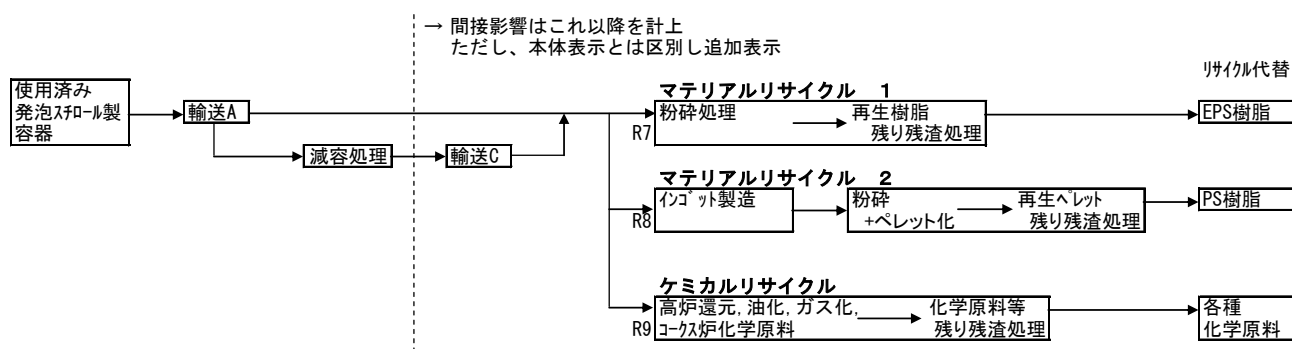 → 間接影響はこれ以降を計上
ただし、本体表示とは区別し追加表示
ﾘｻｲｸﾙ代替
使用済み
発泡ｽﾁﾛｰﾙ製
容器
輸送A
減容処理
輸送C
マテリアルリサイクル 1
R7
粉砕処理
再生樹脂
残り残渣処理
EPS樹脂
マテリアルリサイクル 2
R8
ｲﾝｺﾞｯﾄ製造
粉砕
+ペレット化
再生ﾍﾟﾚｯﾄ
残り残渣処理
PS樹脂
ケミカルリサイクル
R9
高炉還元, 油化, ガス化,
ｺｰｸｽ炉化学原料
化学原料等
残り残渣処理
各種
化学原料